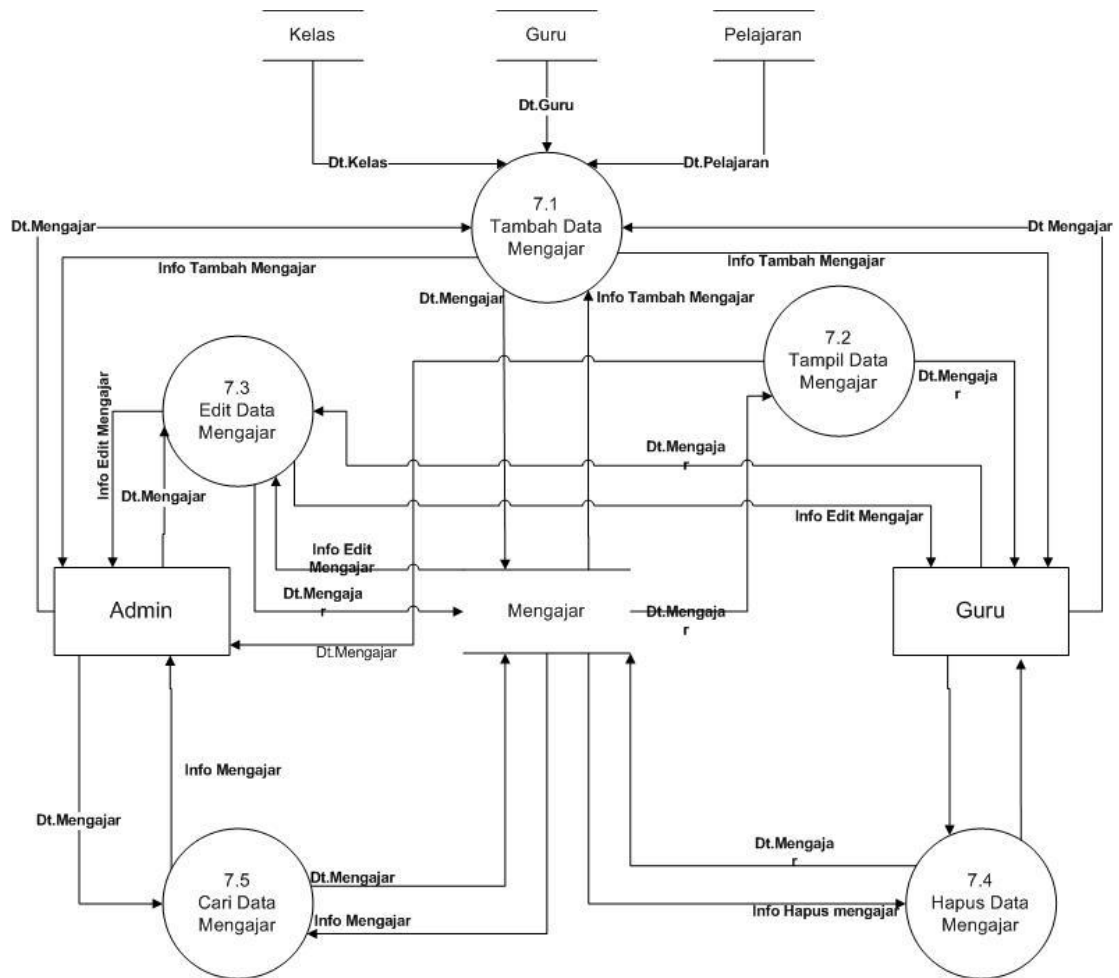 Kelas
Guru
Pelajaran
Dt.Guru
Dt.Kelas
Dt.Pelajaran
7.1
Tambah Data
Mengajar
Dt.Mengajar
Dt Mengajar
Info Tambah Mengajar
Info Tambah Mengajar
Dt.Mengajar
Info Tambah Mengajar
7.2
Tampil Data
Mengajar
7.3
Edit Data
Mengajar
Dt.Mengaja
r
Info Edit Mengajar
Dt.Mengajar
Dt.Mengaja
r
Info Edit Mengajar
Info Edit
Mengajar
Admin
Dt.Mengaja
r
Mengajar
Dt.Mengaja
r
Guru
Dt.Mengajar
Info Mengajar
Dt.Mengajar
Dt.Mengaja
r
7.5
Cari Data
Mengajar
Dt.Mengajar
Info Mengajar
Info Hapus mengajar
7.4
Hapus Data
Mengajar